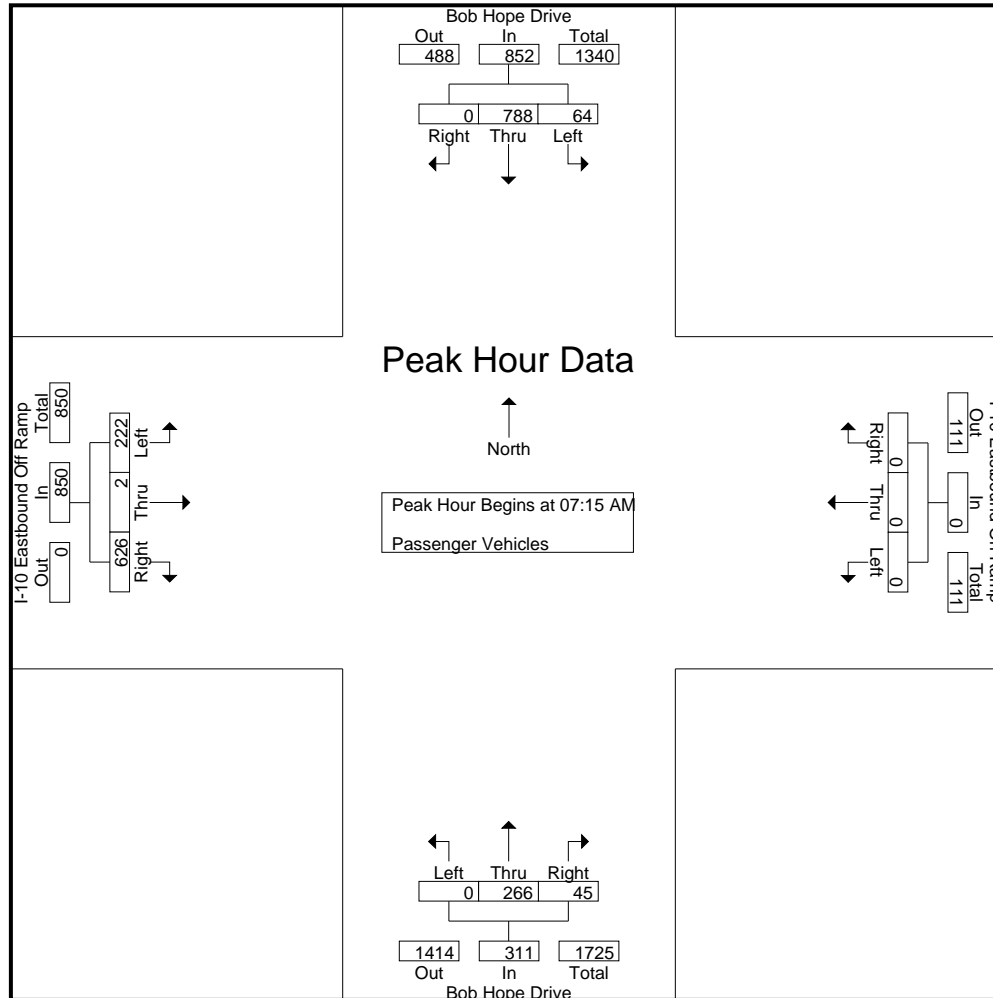 Bob Hope Drive
Out In Total
488 852 1340
0 788 64
Right Thru Left
Peak Hour Data
North
Peak Hour Begins at 07:15 AM
Passenger Vehicles
I-10 Eastbound Off Ramp
Total In Out
850 850 0
222 2 626
Left Thru Right
Right Thru Left
0 0 0
111 0 111
Out In Total
Left Thru Right
0 266 45
1414 311 1725
Out In Total
Bob Hope Drive